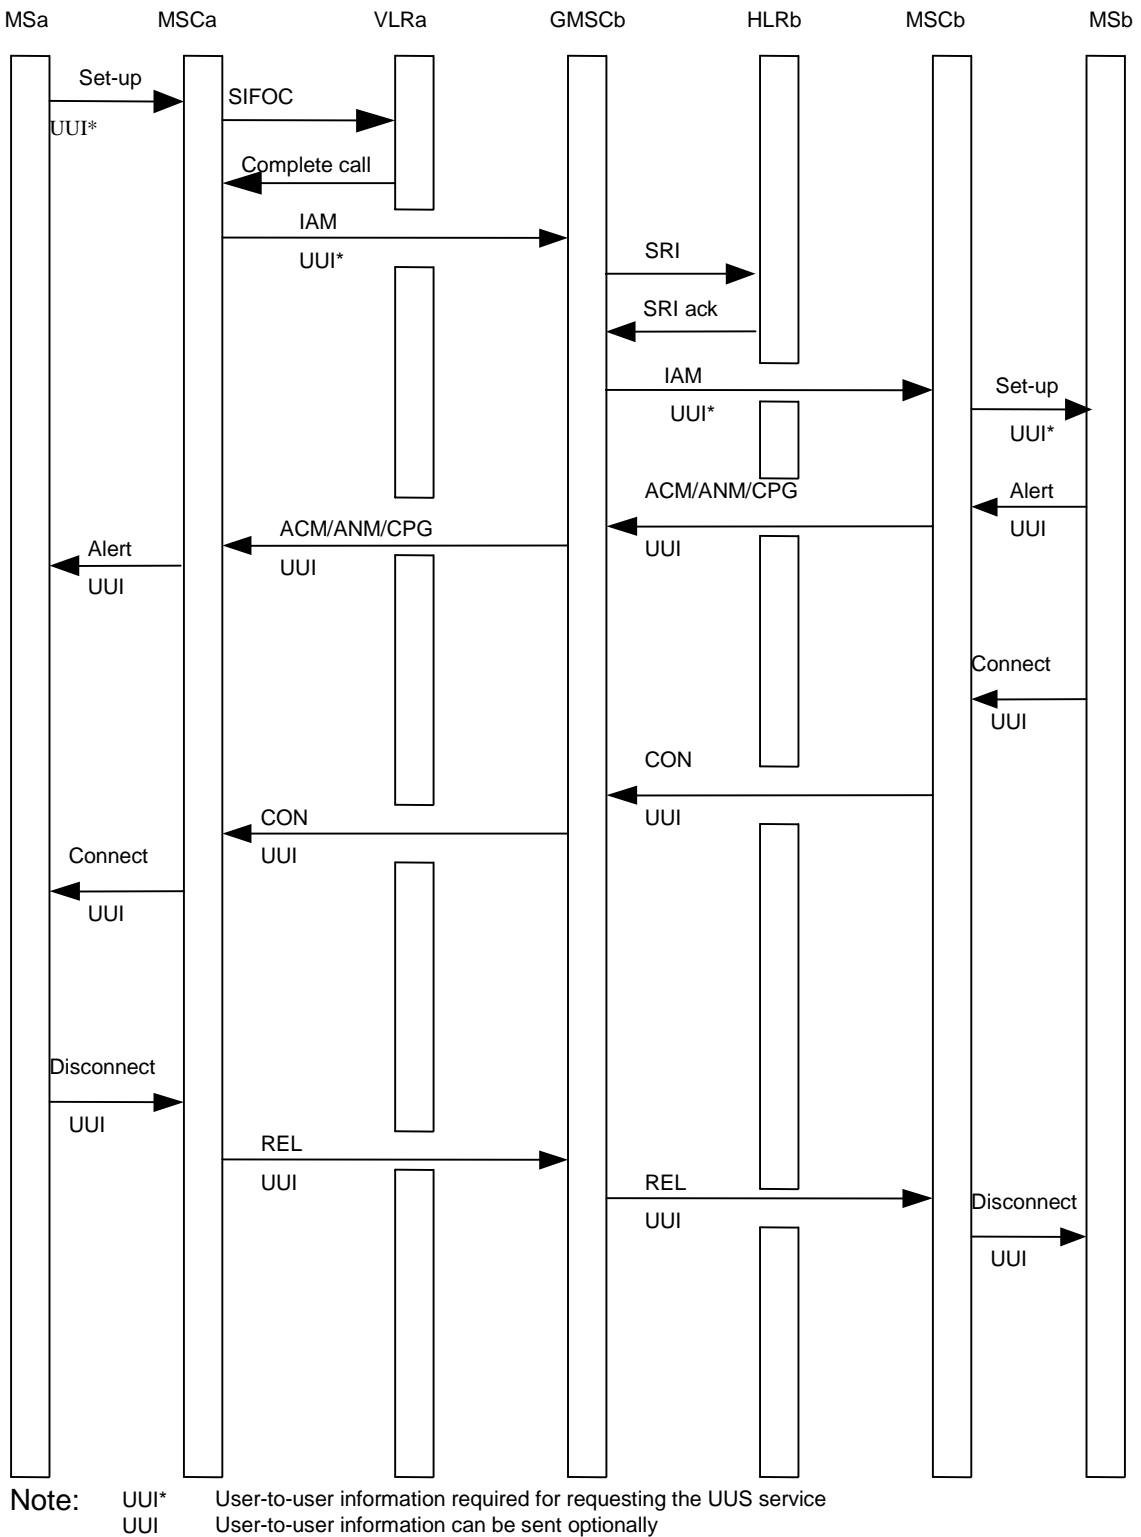 MSa MSCa VLRa GMSCb HLRb MSCb MSb
Set-up
UUI*
SIFOC
Complete call
IAM
UUI*
SRI
SRI ack
IAM
UUI*
Set-up
UUI*
Alert
UUI
ACM/ANM/CPG
UUI
ACM/ANM/CPG
UUI
Alert
UUI
Connect
UUI
CON
UUI
CON
UUI
Connect
UUI
Disconnect
UUI
REL
UUI
REL
UUI
Disconnect
UUI
Note: UUI* User-to-user information required for requesting the UUS service
UUI User-to-user information can be sent optionally